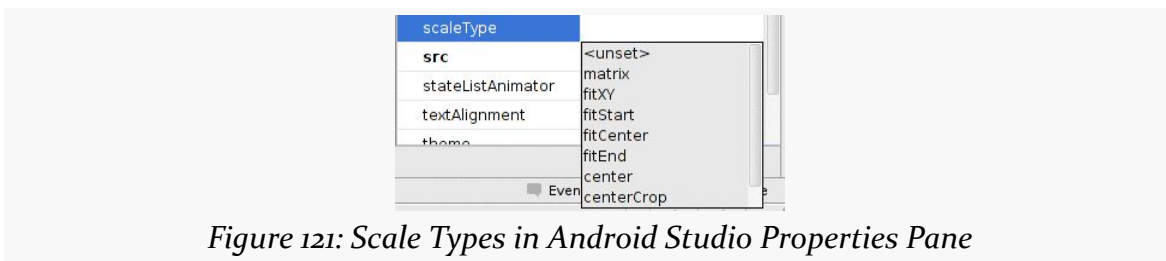 scaleType
src
stateListAnimator
textAlignment
<unset>
matrix
fitXY
fitStart
fitCenter
fitEnd
center
centerCrop
Figure 121: Scale Types in Android Studio Properties Pane